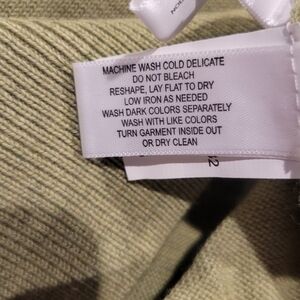 MACHINE WASH COLD DELICATE
DO NOT BLEACH
RESHAPE, LAY FLAT TO DRY
LOW IRON AS NEEDED
WASH DARK COLORS SEPARATELY
WASH WITH LIKE COLORS
TURN GARMENT INSIDE OUT
OR DRY CLEAN
12